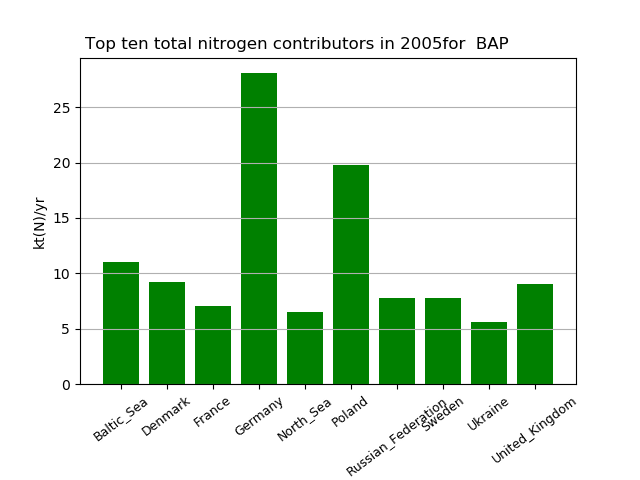 Top ten total nitrogen contributors in 2005for  BAP
kt(N)/yr
25
20
15
10
5
0
Baltic_Sea
Denmark
France
Germany
North_Sea
Poland
Russian_Federation
Sweden
Ukraine
United_Kingdom